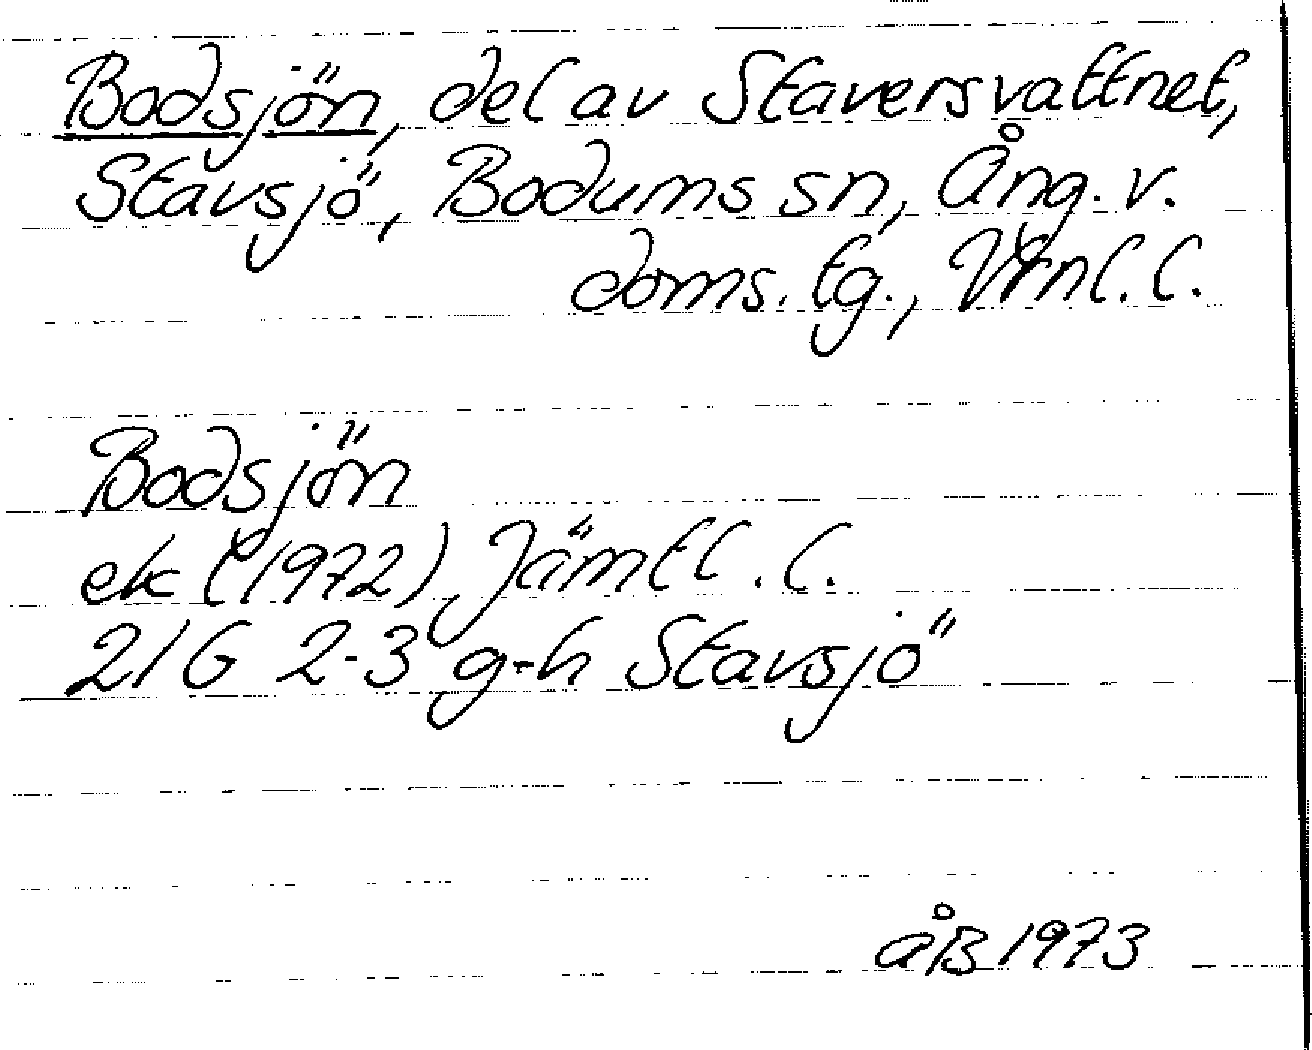 Bodsjön, del av Staversvattnet,
Stavsjö, Bodums sn, Ång. v.
doms. tg., Vrnl. l.
Bodsjön
ek (1972), Jämtl. l.
21G 2-3 g-h Stavsjö
åB 1973